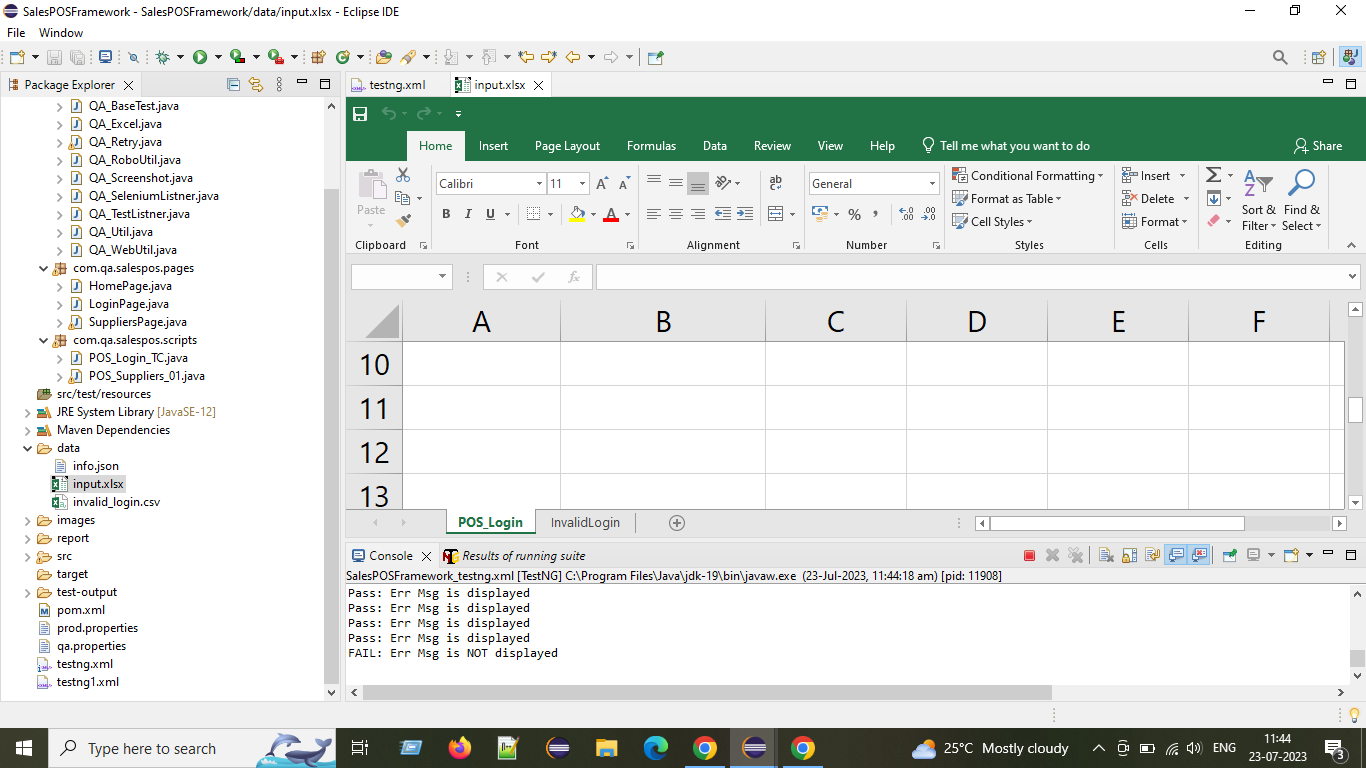 SalesPOSFramework - SalesPOSFramework/data/input.xlsx - Eclipse IDE
File Window
Package Explorer
QA_BaseTest.java
QA_Excel.java
QA_Retry.java
QA_RoboUtil.java
QA_Screenshot.java
QA_SeleniumListner.java
QA_TestListner.java
QA_Util.java
QA_WebUtil.java
com.qa.salespos.pages
HomePage.java
LoginPage.java
SuppliersPage.java
com.qa.salespos.scripts
POS_Login_TC.java
POS_Suppliers_01.java
src/test/resources
JRE System Library [JavaSE-12]
Maven Dependencies
data
info.json
input.xlsx
invalid_login.csv
images
report
src
target
test-output
pom.xml
prod.properties
qa.properties
testng.xml
testng1.xml
testng.xml input.xlsx
Home Insert Page Layout Formulas Data Review View Help Tell me what you want to do Share
Paste
Clipboard
Calibri 11
B I U
Font
ab
Alignment
General
%
Number
Conditional Formatting
Format as Table
Cell Styles
Styles
Insert
Delete
Format
Cells
Sort & Filter
Find & Select
Editing
fx
A B C D E F
10
11
12
13
POS_Login InvalidLogin
Console Results of running suite
SalesPOSFramework_testng.xml [TestNG] C:\Program Files\Java\jdk-19\bin\javaw.exe (23-Jul-2023, 11:44:18 am) [pid: 11908]
Pass: Err Msg is displayed
Pass: Err Msg is displayed
Pass: Err Msg is displayed
Pass: Err Msg is displayed
FAIL: Err Msg is NOT displayed
Type here to search
25°C Mostly cloudy
ENG
11:44
23-07-2023
3